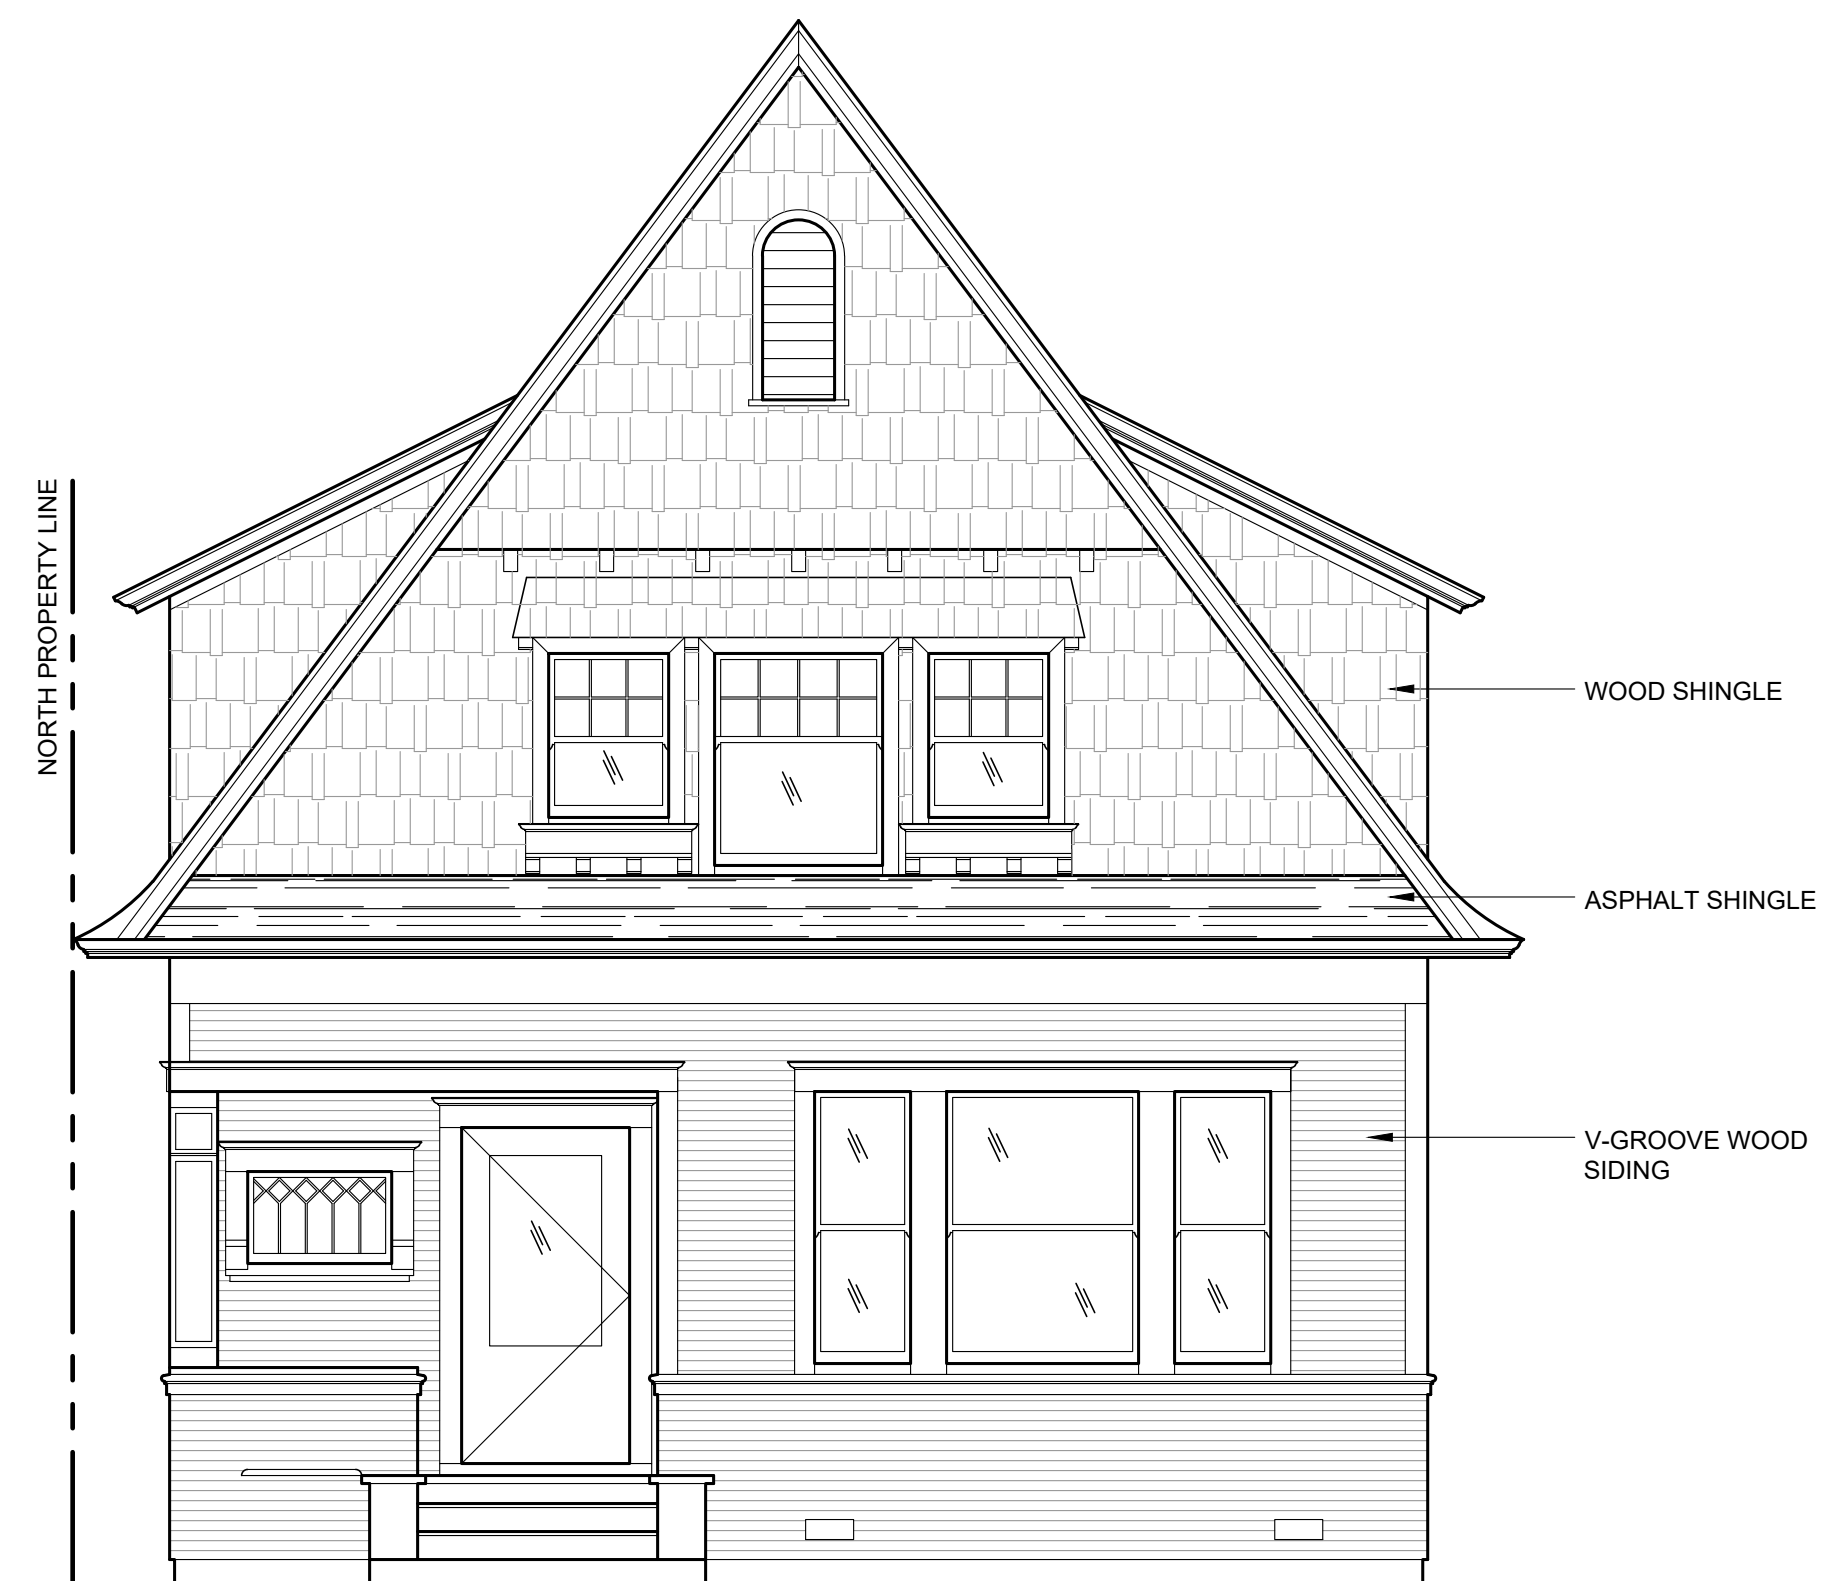 NORTH PROPERTY LINE
WOOD SHINGLE
ASPHALT SHINGLE
V-GROOVE WOOD
SIDING